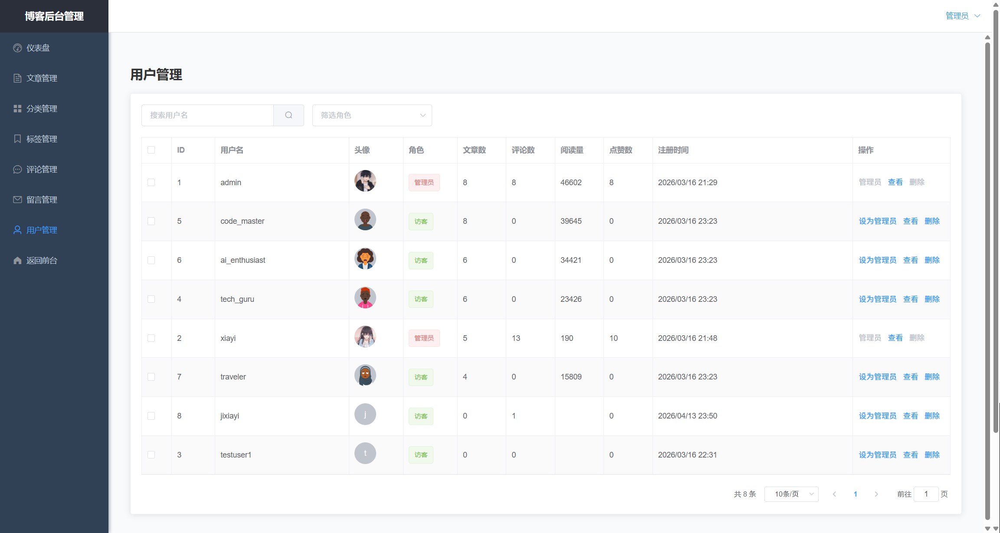 博客后台管理
管理员
仪表盘
文章管理
分类管理
标签管理
评论管理
留言管理
用户管理
返回前台
用户管理
搜索用户名
筛选角色
ID 用户名 头像 角色 文章数 评论数 阅读量 点赞数 注册时间 操作
1 admin 管理员 8 8 46602 8 2026/03/16 21:29 管理员 查看 删除
5 code_master 访客 8 0 39645 0 2026/03/16 23:23 设为管理员 查看 删除
6 ai_enthusiast 访客 6 0 34421 0 2026/03/16 23:23 设为管理员 查看 删除
4 tech_guru 访客 6 0 23426 0 2026/03/16 23:23 设为管理员 查看 删除
2 xiayi 管理员 5 13 190 10 2026/03/16 21:48 管理员 查看 删除
7 traveler 访客 4 0 15809 0 2026/03/16 23:23 设为管理员 查看 删除
8 jixiayi j 访客 0 1 0 2026/04/13 23:50 设为管理员 查看 删除
3 testuser1 t 访客 0 0 0 2026/03/16 22:31 设为管理员 查看 删除
共 8 条 10条/页 1 前往 1 页